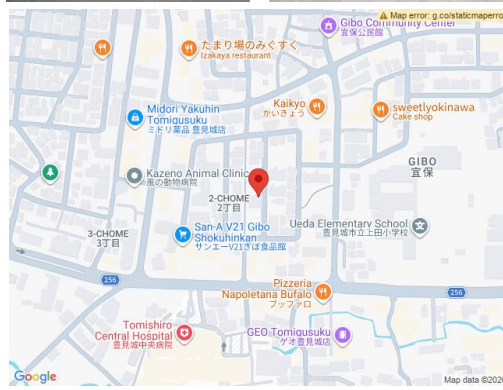 Map error: g.co/staticmaperro
Gibo Community Center
宜保公民館
たまり場のみぐすく
Izakaya restaurant
Midori Yakuhin
Tomigusuku
ミドリ薬品 豊見城店
Kaikyo
かいきょう
sweetlyokinawa
Cake shop
GIBO
宜保
Kazeno Animal Clinic
風の動物病院
2-CHOME
2丁目
3-CHOME
3丁目
San-A V21 Gibo
Shokuhinkan
サンエーV21ぎぼ食品館
Ueda Elementary School
豊見城市立上田小学校
256
256
Pizzeria
Napoletana Bufalo
ブッファロ
Tomishiro
Central Hospital
豊見城中央病院
GEO Tomigusuku
ゲオ豊見城店
Google
Map data ©202